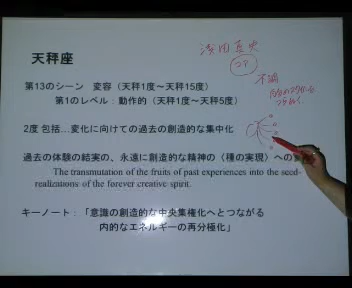 天秤座
浅田真央
コア
不調
第13のシーン 変容（天秤1度～天秤15度）
第1のレベル：動的（天秤1度～天秤5度）
2度 包括…変化に向けての過去の創造的な集中化
過去の体験の結実の、永遠に創造的な精神の（種の実現）への
The transmutation of the fruits of past experiences into the seed-
realizations of the forever creative spirit.
キーノート：「意識の創造的な中央集権化へとつながる
内的なエネルギーの再分極化」